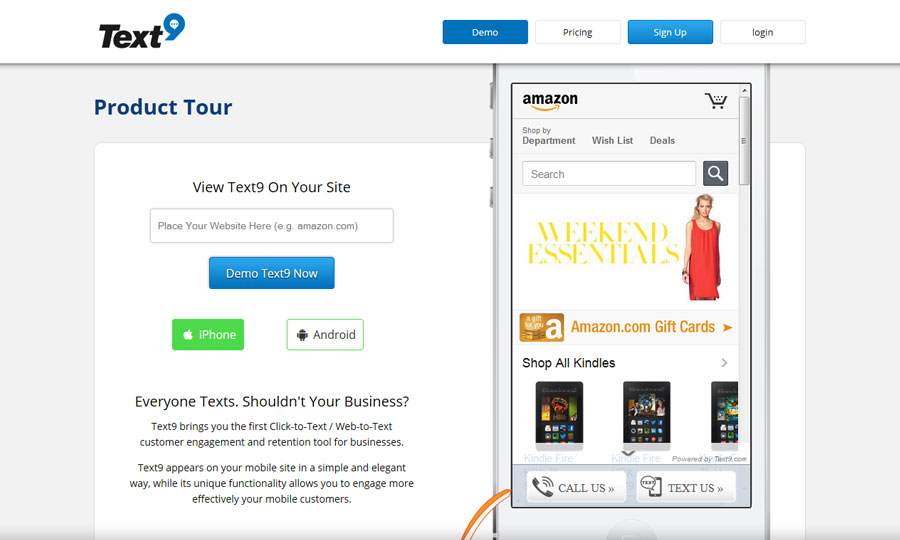 Text9
Demo
Pricing
Sign Up
login
Product Tour
View Text9 On Your Site
Place Your Website Here (e.g. amazon.com)
Demo Text9 Now
iPhone
Android
Everyone Texts. Shouldn't Your Business?
Text9 brings you the first Click-to-Text / Web-to-Text
customer engagement and retention tool for businesses.
Text9 appears on your mobile site in a simple and elegant
way, while its unique functionality allows you to engage more
effectively your mobile customers.
amazon
Shop by
Department
Wish List
Deals
Search
WEEKEND
ESSENTIALS
a gift
for you
a
Amazon.com Gift Cards
Shop All Kindles
Powered by Text9.com
Kindle Fire
Kindle Fire
CALL US »
TEXT
TEXT US »